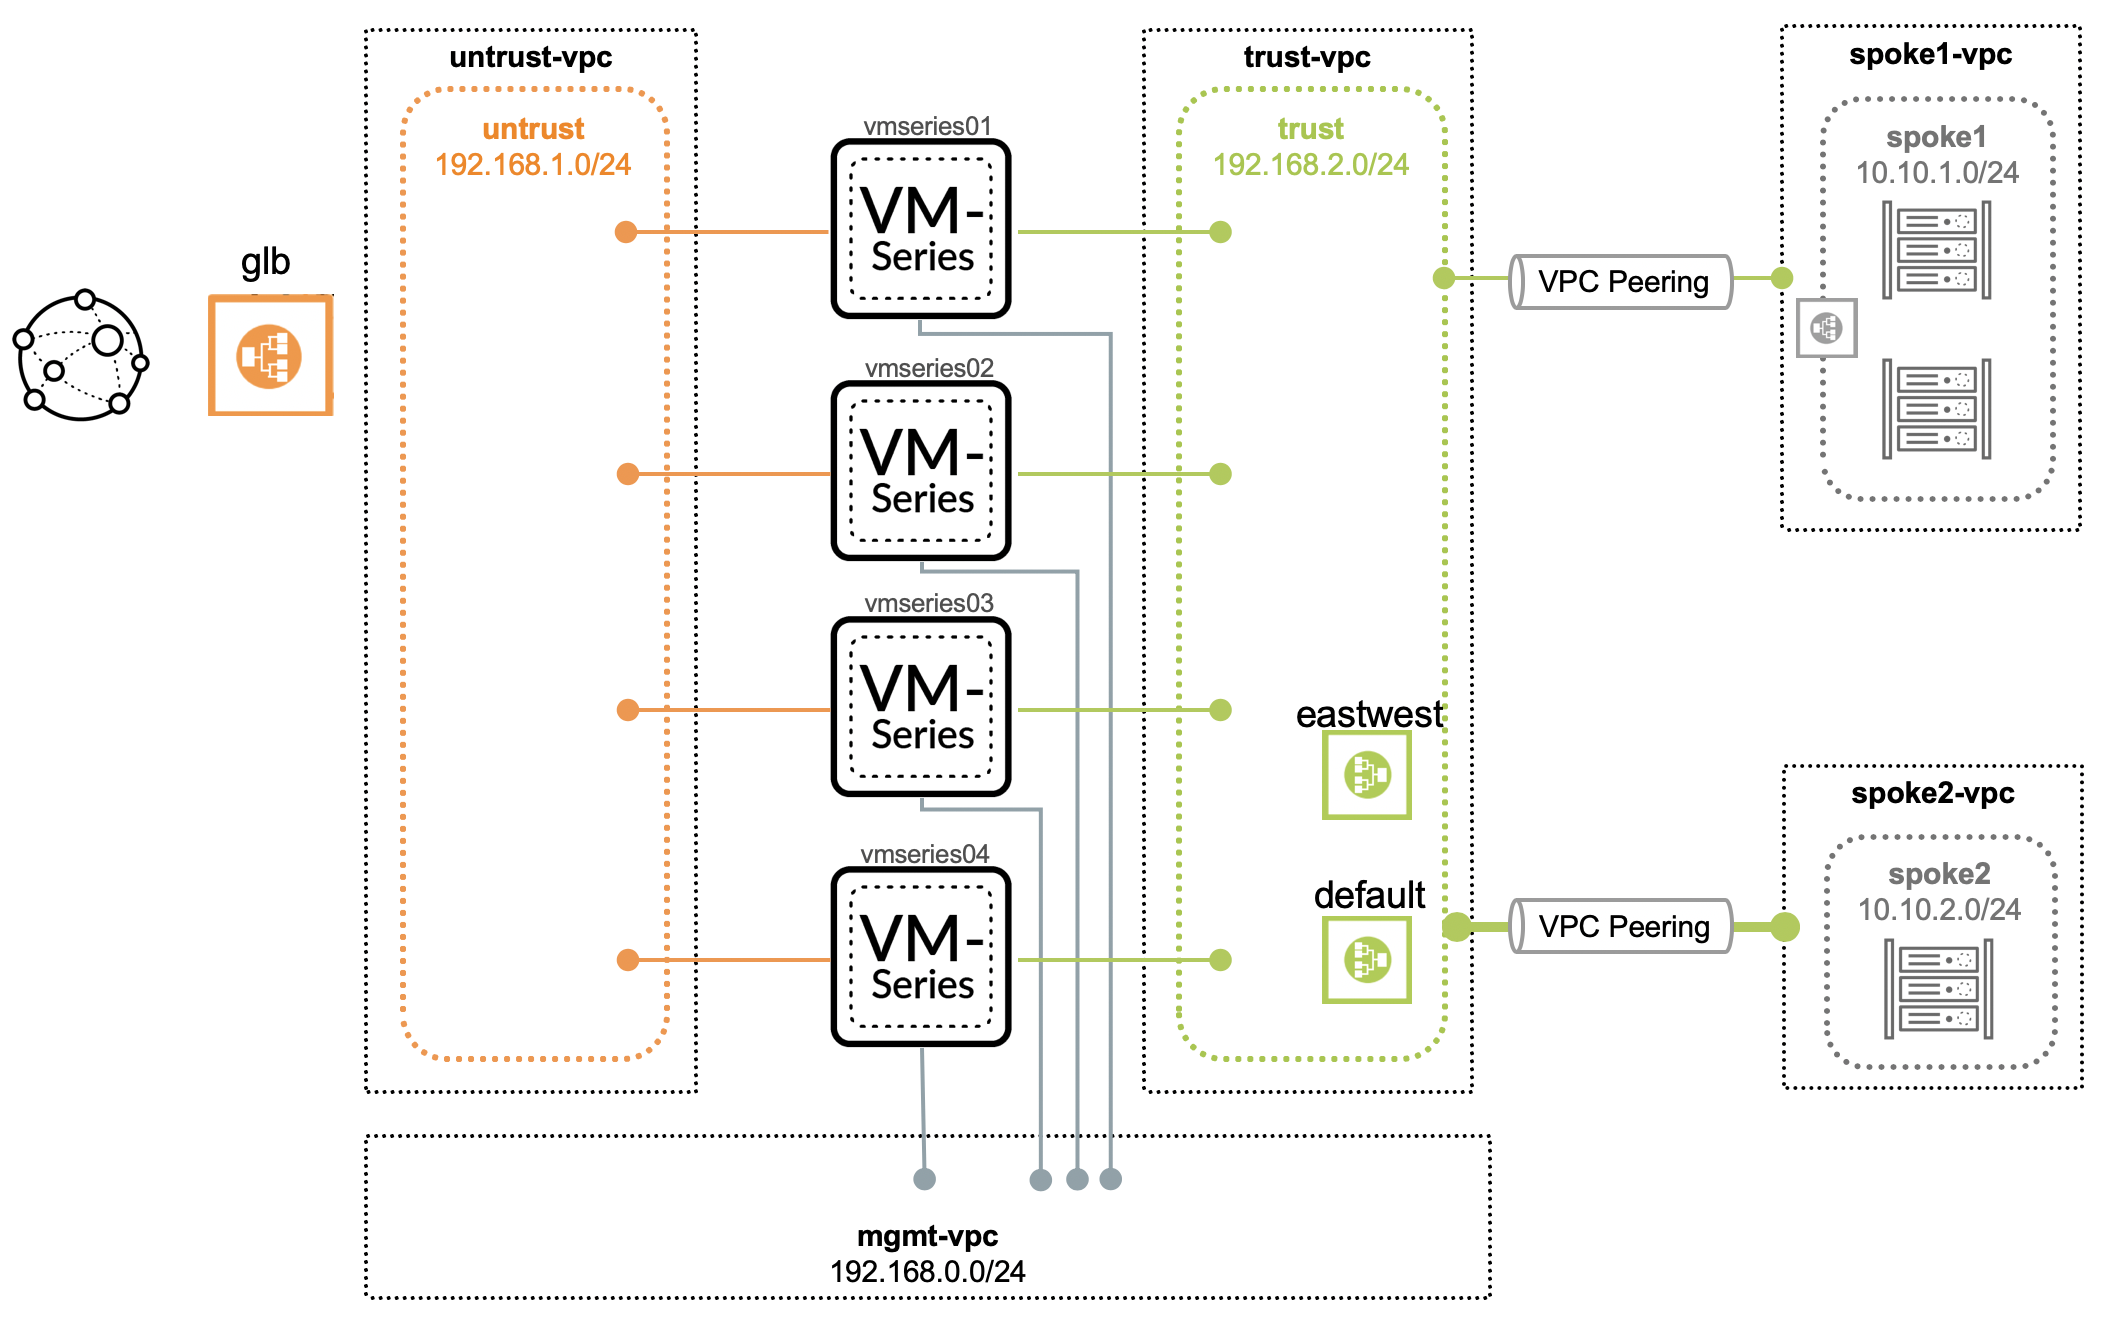 untrust-vpc
untrust
192.168.1.0/24
glb
vmseries01
VM-
Series
vmseries02
VM-
Series
vmseries03
VM-
Series
vmseries04
VM-
Series
trust-vpc
trust
192.168.2.0/24
eastwest
default
VPC Peering
VPC Peering
spoke1-vpc
spoke1
10.10.1.0/24
spoke2-vpc
spoke2
10.10.2.0/24
mgmt-vpc
192.168.0.0/24